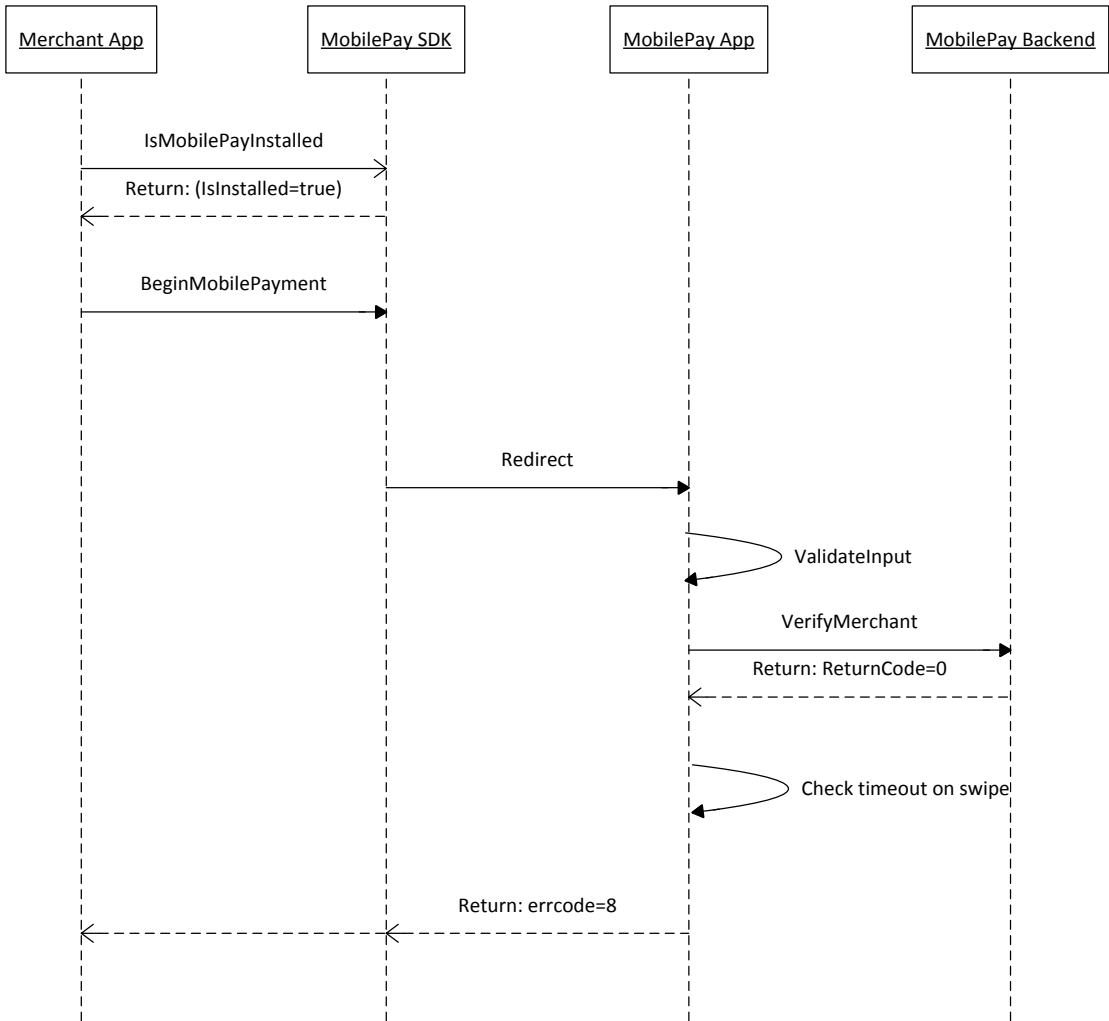 Merchant App
MobilePay SDK
MobilePay App
MobilePay Backend
IsMobilePayInstalled
Return: (IsInstalled=true)
BeginMobilePayment
Redirect
ValidateInput
VerifyMerchant
Return: ReturnCode=0
Check timeout on swipe
Return: errcode=8